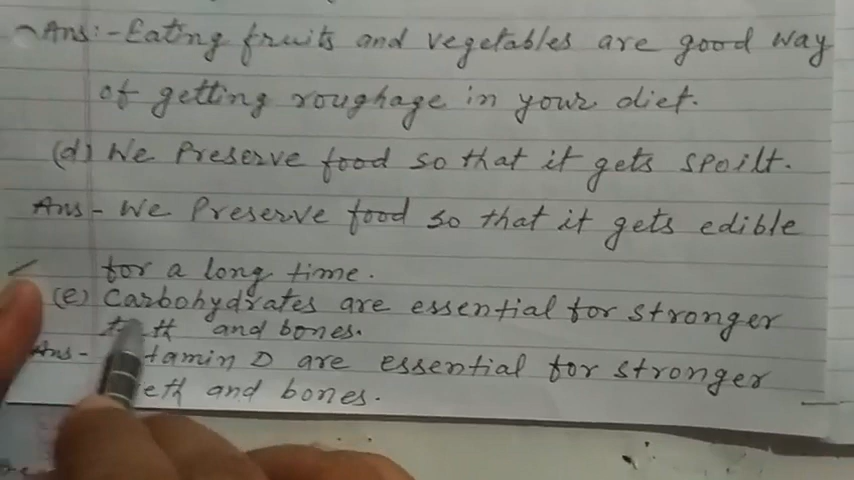 Ans:- Eating fruits and vegetables are good way
of getting roughage in your diet.
(d) We Preserve food so that it gets spoilt.
Ans - We Preserve food so that it gets edible
for a long time.
(e) Carbohydrates are essential for stronger
and bones.
Ans - D are essential for stronger
and bones.